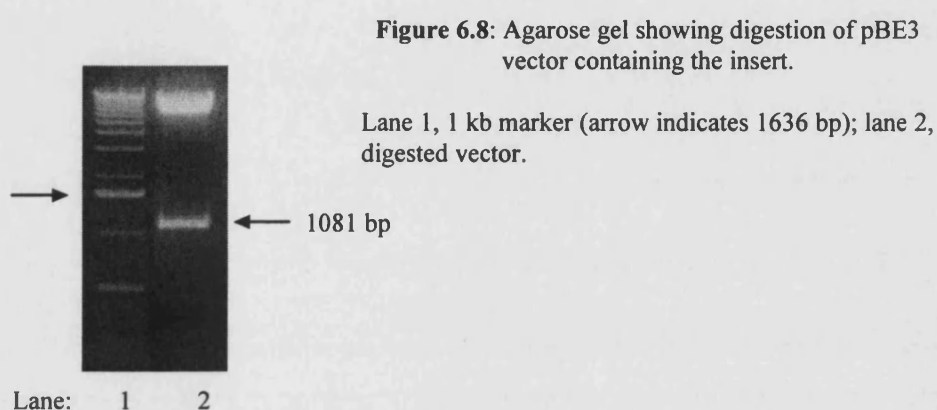 Figure 6.8: Agarose gel showing digestion of pBE3
vector containing the insert.
Lane 1, 1 kb marker (arrow indicates 1636 bp); lane 2,
digested vector.
1081 bp
Lane: 1 2